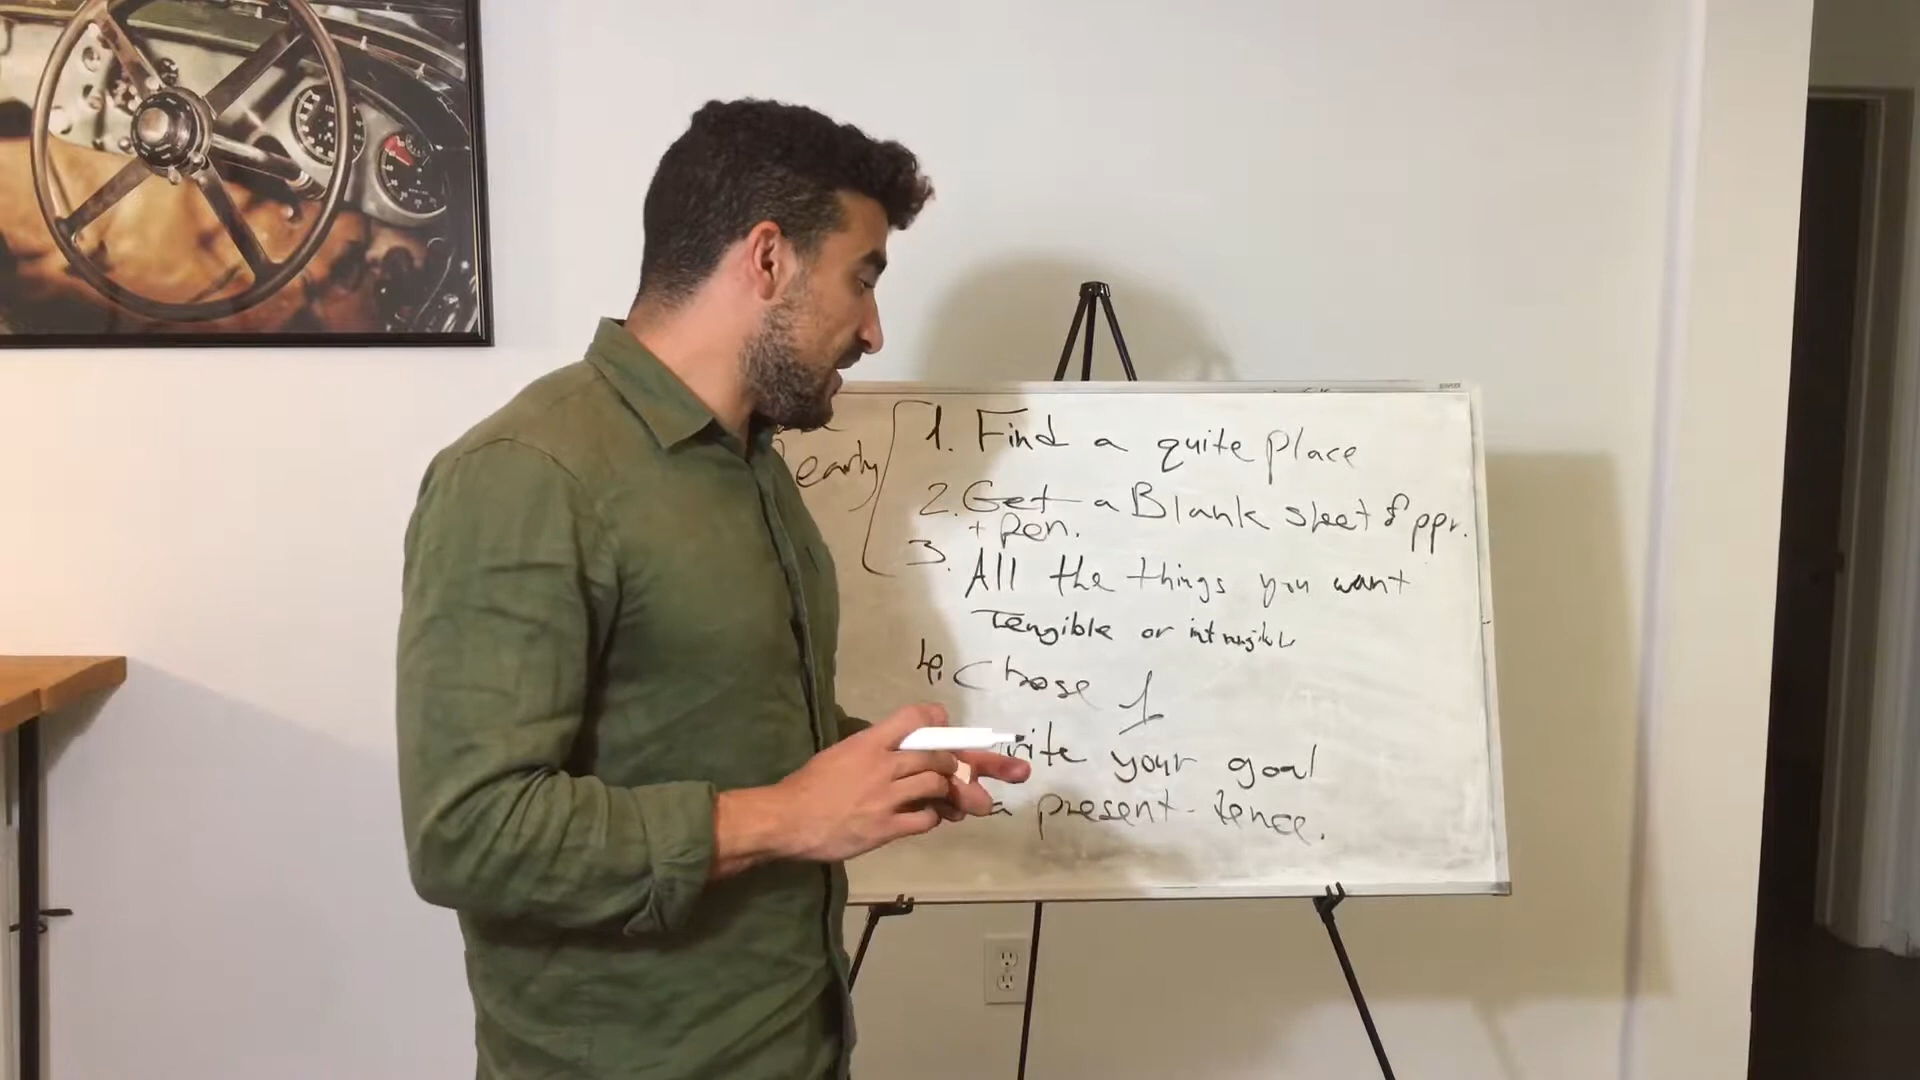 early
1. Find a quite place
2. Get a Blank sheet of ppr.
+ pen.
3. All the things you want
Tengible or intangible
4. Chose 1
rite your goal
a present-tence.